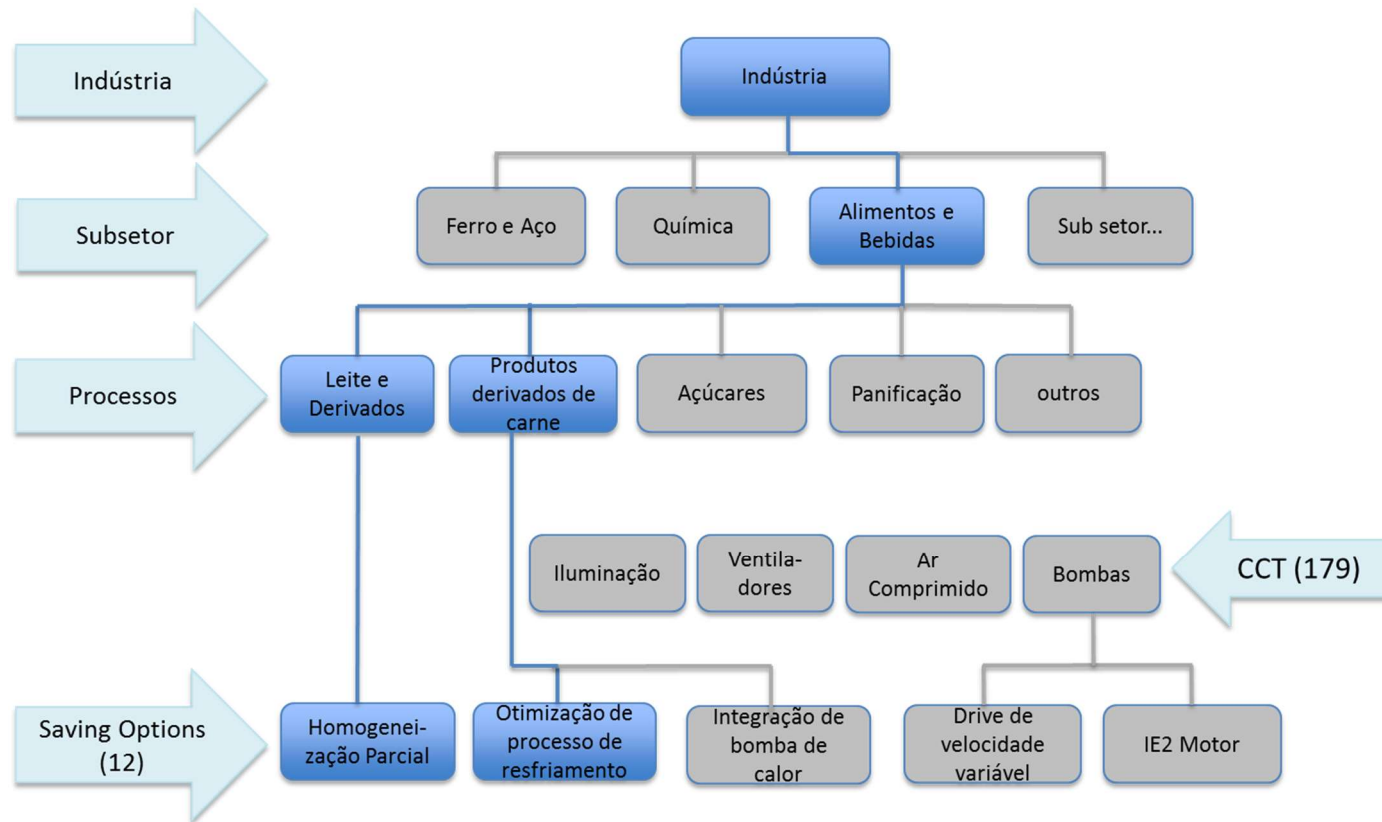 Indústria
Indústria
Subsetor
Ferro e Aço
Química
Alimentos e
Bebidas
Sub setor...
Processos
Leite e
Derivados
Produtos
derivados de
carne
Açúcares
Panificação
outros
Iluminação
Ventila-
dores
Ar
Comprimido
Bombas
CCT (179)
Saving Options
(12)
Homogenei-
zação Parcial
Otimização de
processo de
resfriamento
Integração de
bomba de
calor
Drive de
velocidade
variável
IE2 Motor